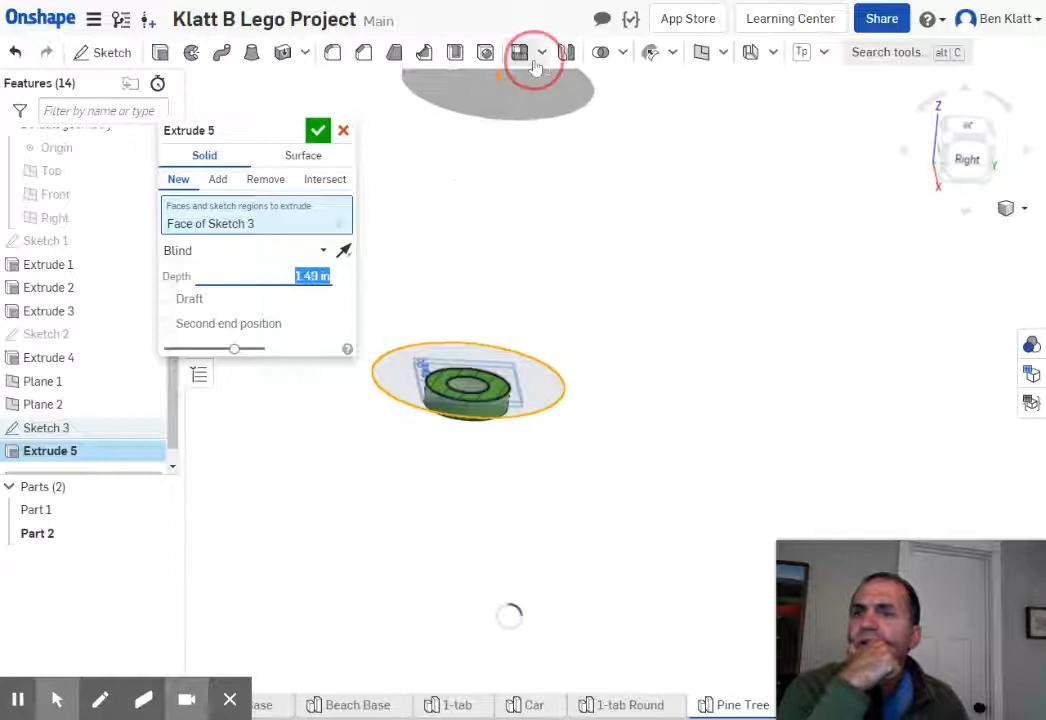 Onshape
Klatt B Lego Project Main
App Store
Learning Center
Share
Ben Klatt
Sketch
Search tools... alt C
Features (14)
Filter by name or type
Default geometry
Origin
Top
Front
Right
Sketch 1
Extrude 1
Extrude 2
Extrude 3
Sketch 2
Extrude 4
Plane 1
Plane 2
Sketch 3
Extrude 5
Parts (2)
Part 1
Part 2
Extrude 5
Solid Surface
New Add Remove Intersect
Faces and sketch regions to extrude
Face of Sketch 3
Blind
Depth 1.49 in
Draft
Second end position
Z
Right
Y
X
Tp
Base
Beach Base
1-tab
Car
1-tab Round
Pine Tree